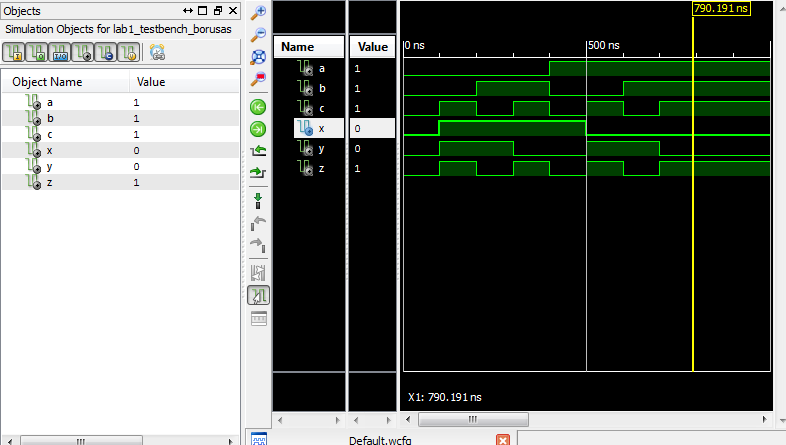 Objects
Simulation Objects for lab1_testbench_borusas
Object Name Value
a 1
b 1
c 1
x 0
y 0
z 1
Name Value
a 1
b 1
c 1
x 0
y 0
z 1
790.191 ns
0 ns 500 ns
X1: 790.191 ns
Default.wcfg